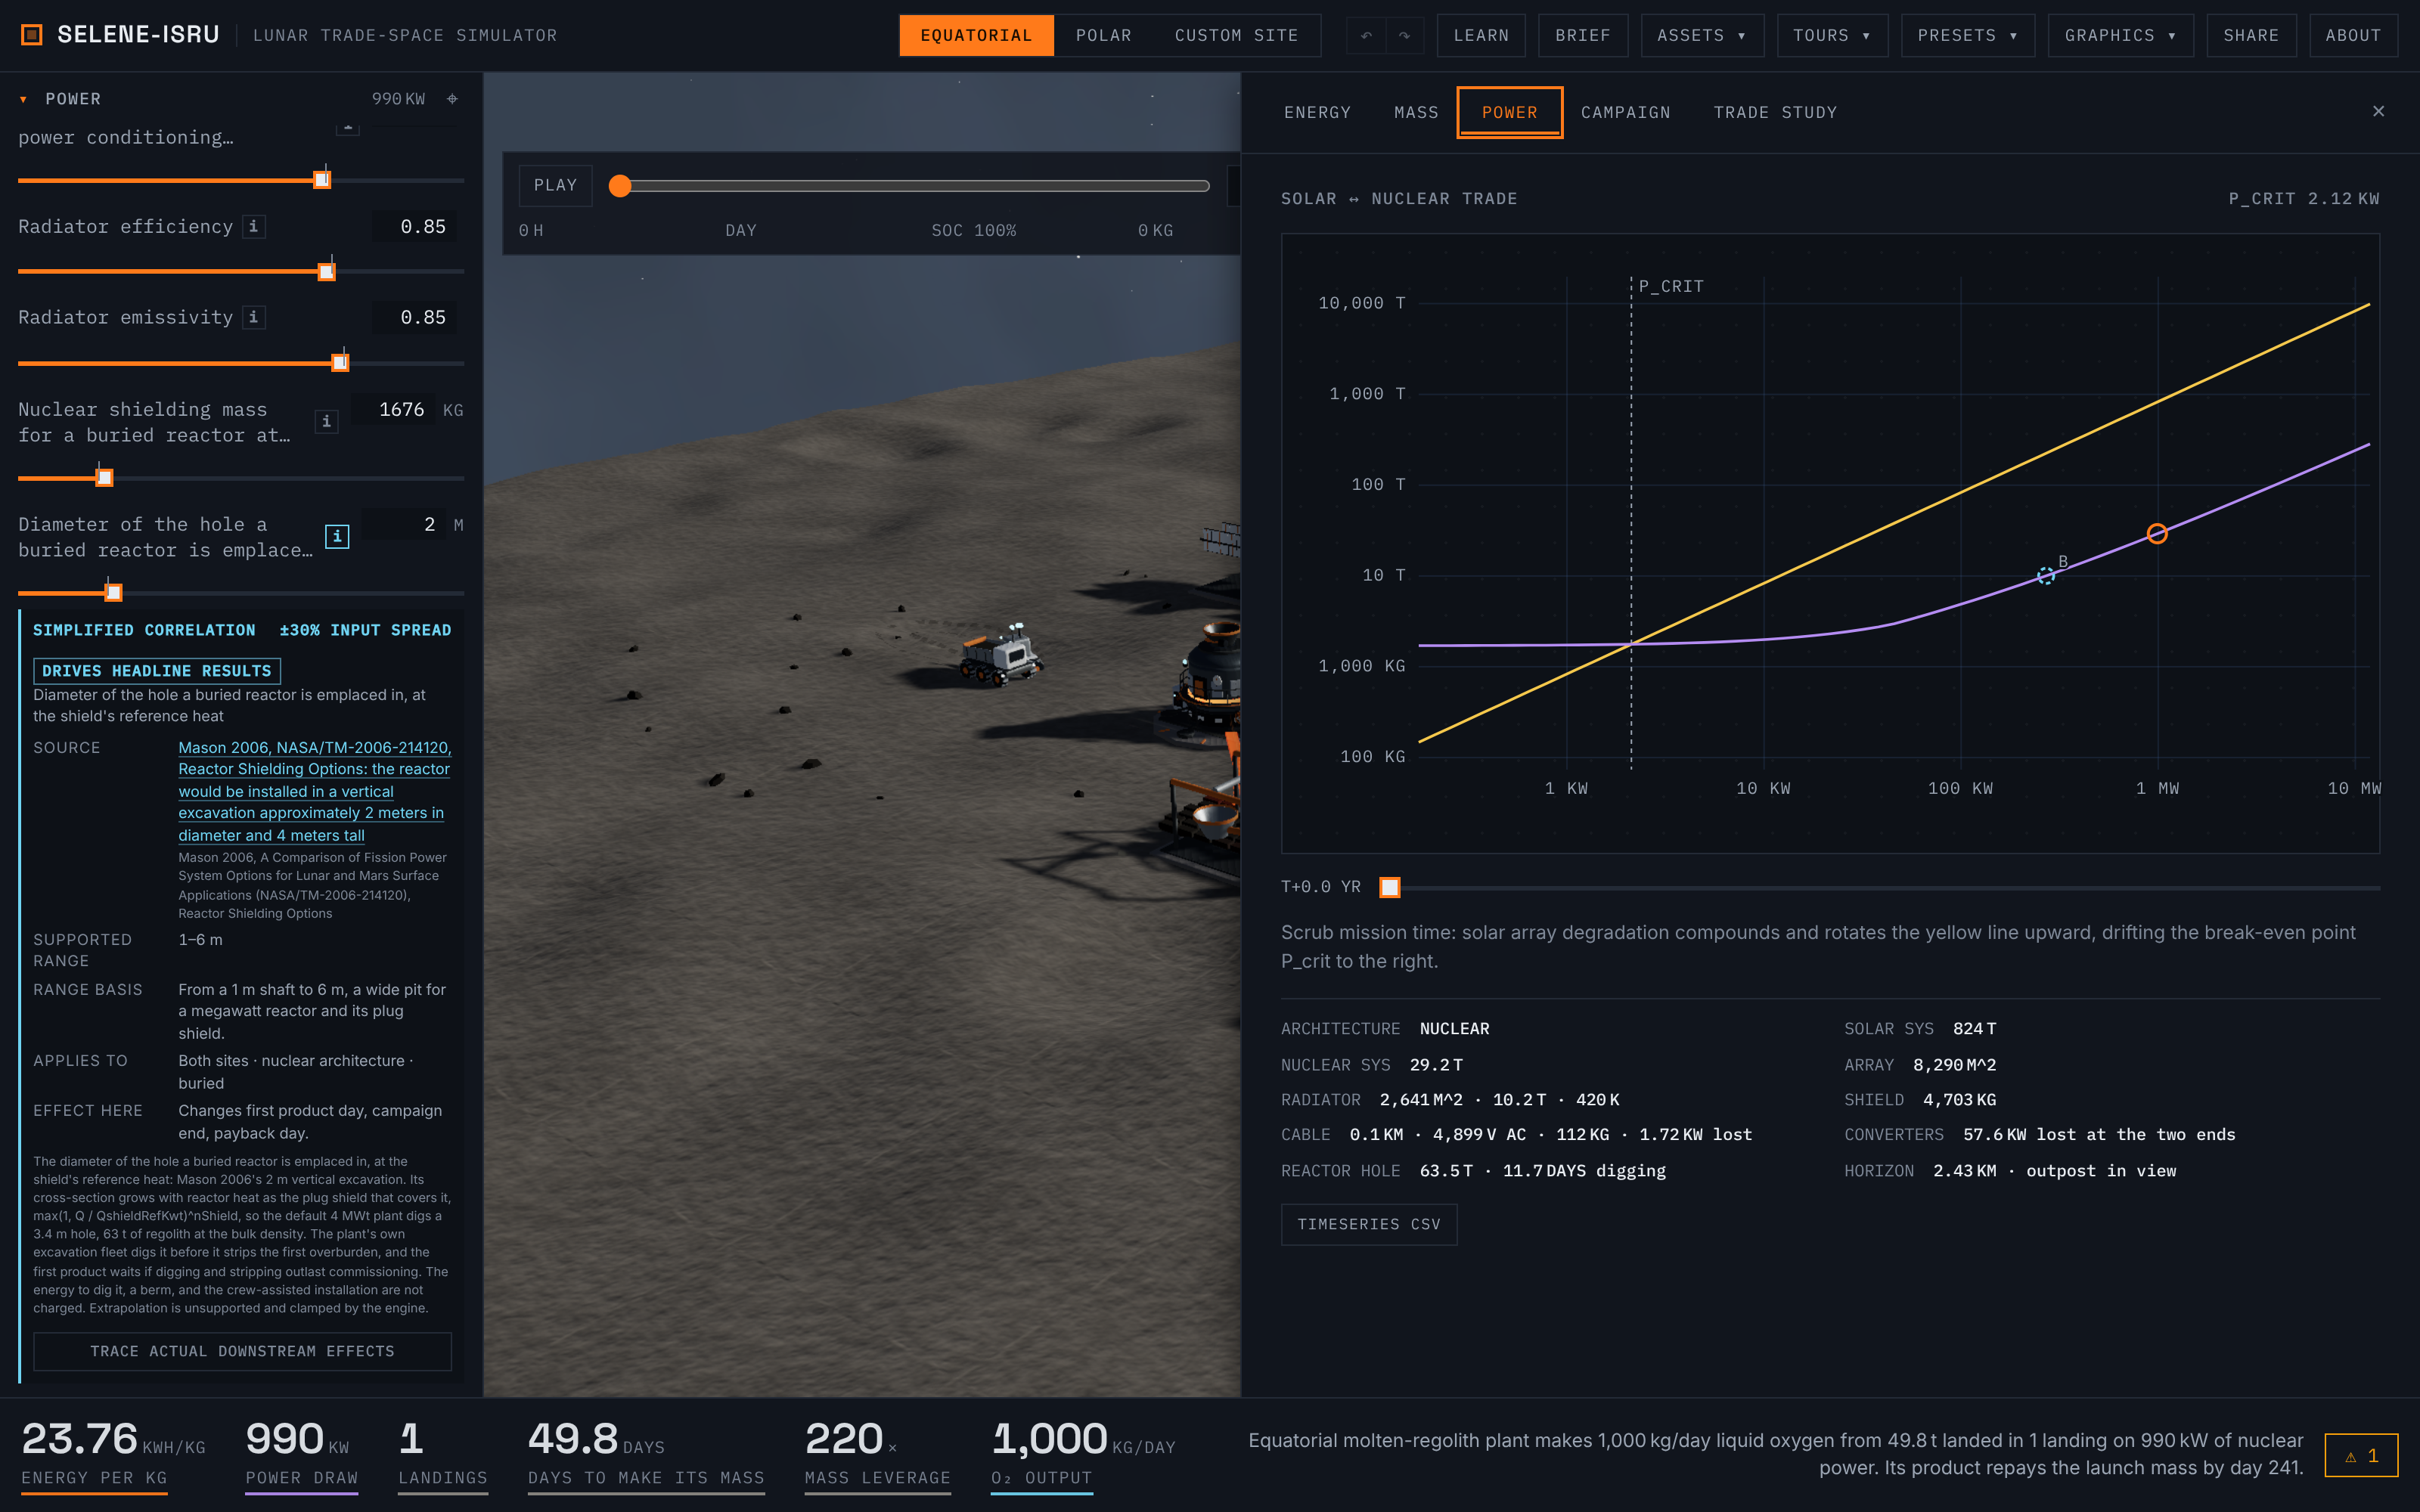 SELENE-ISRU
LUNAR TRADE-SPACE SIMULATOR
EQUATORIAL
POLAR
CUSTOM SITE
↶
↷
LEARN
BRIEF
ASSETS ▾
TOURS ▾
PRESETS ▾
GRAPHICS ▾
SHARE
ABOUT
▾ POWER 990 KW ⌖
power conditioning…
Radiator efficiency i 0.85
Radiator emissivity i 0.85
Nuclear shielding mass
for a buried reactor at… i 1676 KG
Diameter of the hole a
buried reactor is emplace… i 2 M
SIMPLIFIED CORRELATION ±30% INPUT SPREAD
DRIVES HEADLINE RESULTS
Diameter of the hole a buried reactor is emplaced in, at
the shield's reference heat
SOURCE Mason 2006, NASA/TM-2006-214120,
Reactor Shielding Options: the reactor
would be installed in a vertical
excavation approximately 2 meters in
diameter and 4 meters tall
Mason 2006, A Comparison of Fission Power
System Options for Lunar and Mars Surface
Applications (NASA/TM-2006-214120),
Reactor Shielding Options
SUPPORTED 1–6 m
RANGE
RANGE BASIS From a 1 m shaft to 6 m, a wide pit for
a megawatt reactor and its plug
shield.
APPLIES TO Both sites · nuclear architecture ·
buried
EFFECT HERE Changes first product day, campaign
end, payback day.
The diameter of the hole a buried reactor is emplaced in, at the
shield's reference heat: Mason 2006's 2 m vertical excavation. Its
cross-section grows with reactor heat as the plug shield that covers it,
max(1, Q / QshieldRefKwt)^nShield, so the default 4 MWt plant digs a
3.4 m hole, 63 t of regolith at the bulk density. The plant's own
excavation fleet digs it before it strips the first overburden, and the
first product waits if digging and stripping outlast commissioning. The
energy to dig it, a berm, and the crew-assisted installation are not
charged. Extrapolation is unsupported and clamped by the engine.
TRACE ACTUAL DOWNSTREAM EFFECTS
PLAY
0 H DAY SOC 100% 0 KG
ENERGY
MASS
POWER
CAMPAIGN
TRADE STUDY
×
SOLAR ↔ NUCLEAR TRADE P_CRIT 2.12 KW
P_CRIT
10,000 T
1,000 T
100 T
B
10 T
1,000 KG
100 KG
1 KW 10 KW 100 KW 1 MW 10 MW
T+0.0 YR
Scrub mission time: solar array degradation compounds and rotates the yellow line upward, drifting the break-even point
P_crit to the right.
ARCHITECTURE NUCLEAR SOLAR SYS 824 T
NUCLEAR SYS 29.2 T ARRAY 8,290 M^2
RADIATOR 2,641 M^2 · 10.2 T · 420 K SHIELD 4,703 KG
CABLE 0.1 KM · 4,899 V AC · 112 KG · 1.72 KW lost CONVERTERS 57.6 KW lost at the two ends
REACTOR HOLE 63.5 T · 11.7 DAYS digging HORIZON 2.43 KM · outpost in view
TIMESERIES CSV
23.76 KWH/KG
ENERGY PER KG
990 KW
POWER DRAW
1
LANDINGS
49.8 DAYS
DAYS TO MAKE ITS MASS
220 ×
MASS LEVERAGE
1,000 KG/DAY
O₂ OUTPUT
Equatorial molten-regolith plant makes 1,000 kg/day liquid oxygen from 49.8 t landed in 1 landing on 990 kW of nuclear
power. Its product repays the launch mass by day 241.
⚠ 1